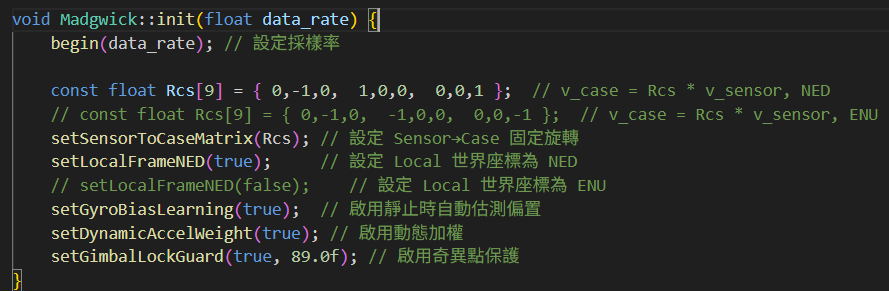 void Madgwick::init(float data_rate) {
begin(data_rate); // 設定採樣率
const float Rcs[9] = { 0,-1,0,  1,0,0,  0,0,1 };  // v_case = Rcs * v_sensor, NED
// const float Rcs[9] = { 0,-1,0,  -1,0,0,  0,0,-1 };  // v_case = Rcs * v_sensor, ENU
setSensorToCaseMatrix(Rcs); // 設定 Sensor→Case 固定旋轉
setLocalFrameNED(true);      // 設定 Local 世界座標為 NED
// setLocalFrameNED(false);    // 設定 Local 世界座標為 ENU
setGyroBiasLearning(true);  // 啟用靜止時自動估測偏置
setDynamicAccelWeight(true); // 啟用動態加權
setGimbalLockGuard(true, 89.0f); // 啟用奇異點保護
}